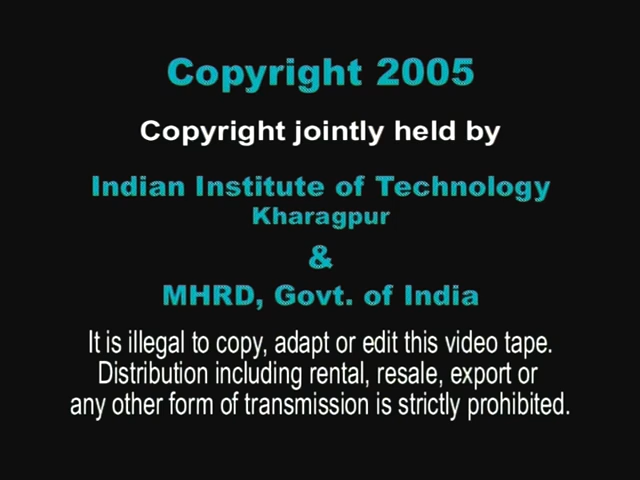 Copyright 2005
Copyright jointly held by
Indian Institute of Technology
Kharagpur
&
MHRD, Govt. of India
It is illegal to copy, adapt or edit this video tape.
Distribution including rental, resale, export or
any other form of transmission is strictly prohibited.